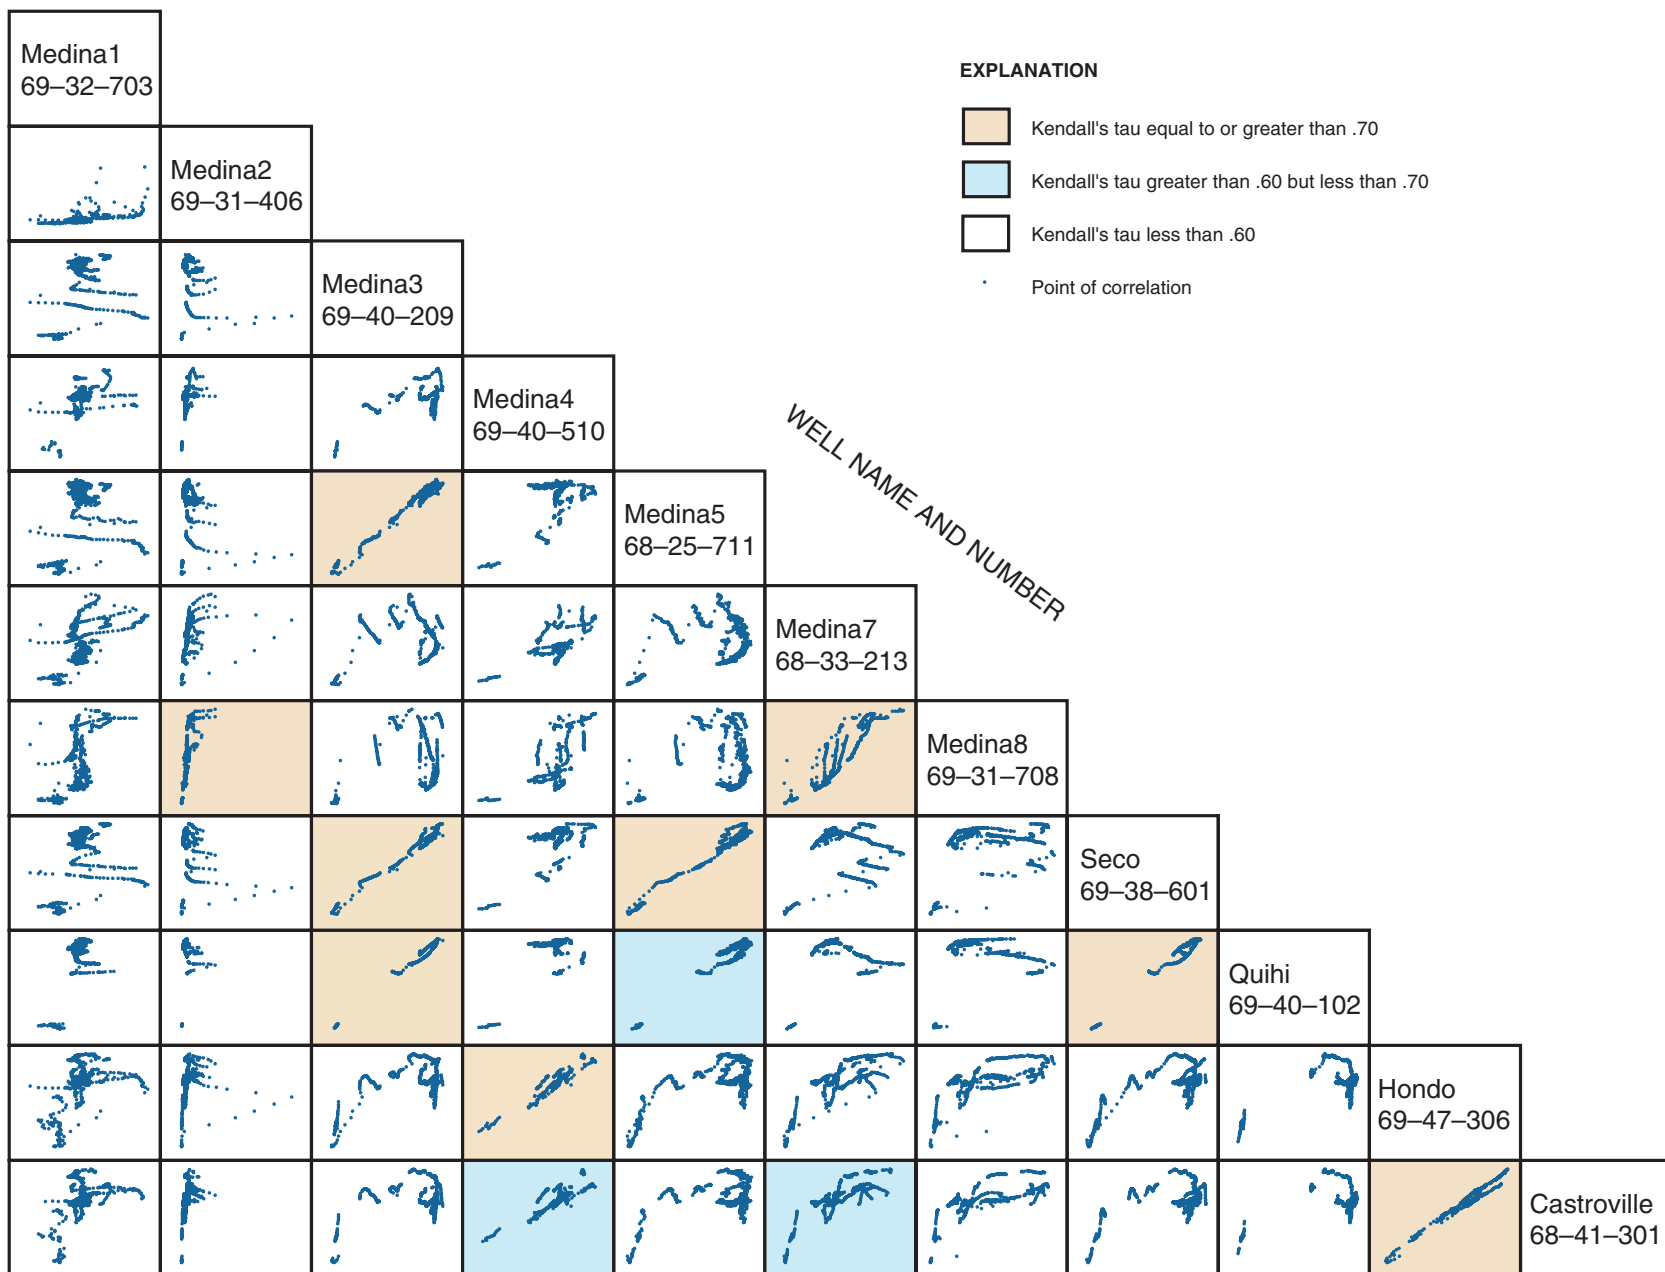 Medina1
69–32–703
EXPLANATION
Kendall's tau equal to or greater than .70
Medina2
69–31–406
Kendall's tau greater than .60 but less than .70
Kendall's tau less than .60
Medina3
69–40–209
Point of correlation
Medina4
69–40–510
WELL NAME AND NUMBER
Medina5
68–25–711
Medina7
68–33–213
Medina8
69–31–708
Seco
69–38–601
Quihi
69–40–102
Hondo
69–47–306
Castroville
68–41–301